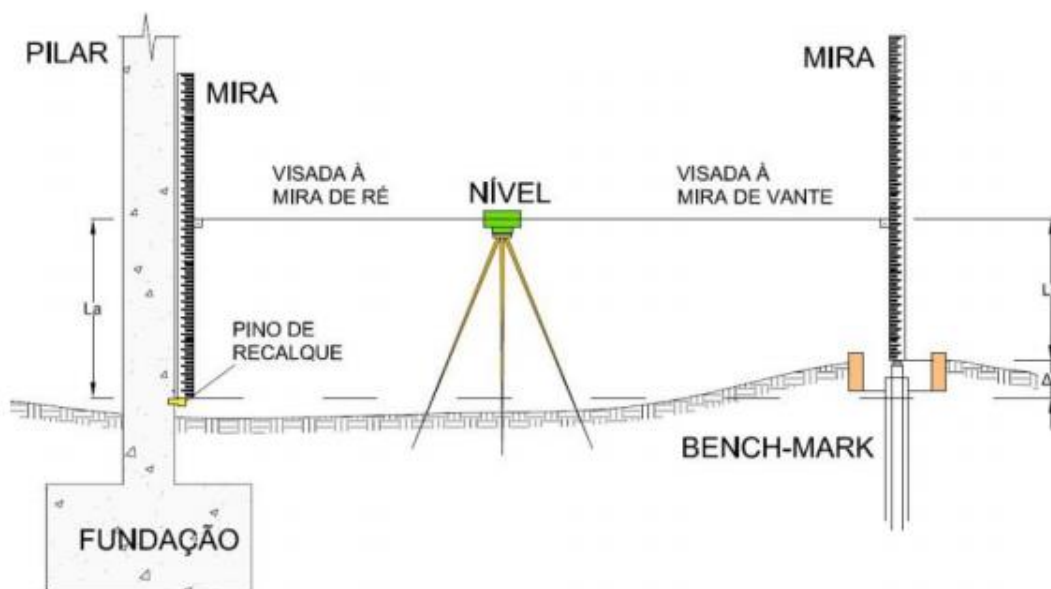 PILAR
MIRA
MIRA
VISADA À
MIRA DE RÉ
NÍVEL
VISADA À
MIRA DE VANTE
La
L
PINO DE
RECALQUE
Δ
BENCH-MARK
FUNDAÇÃO